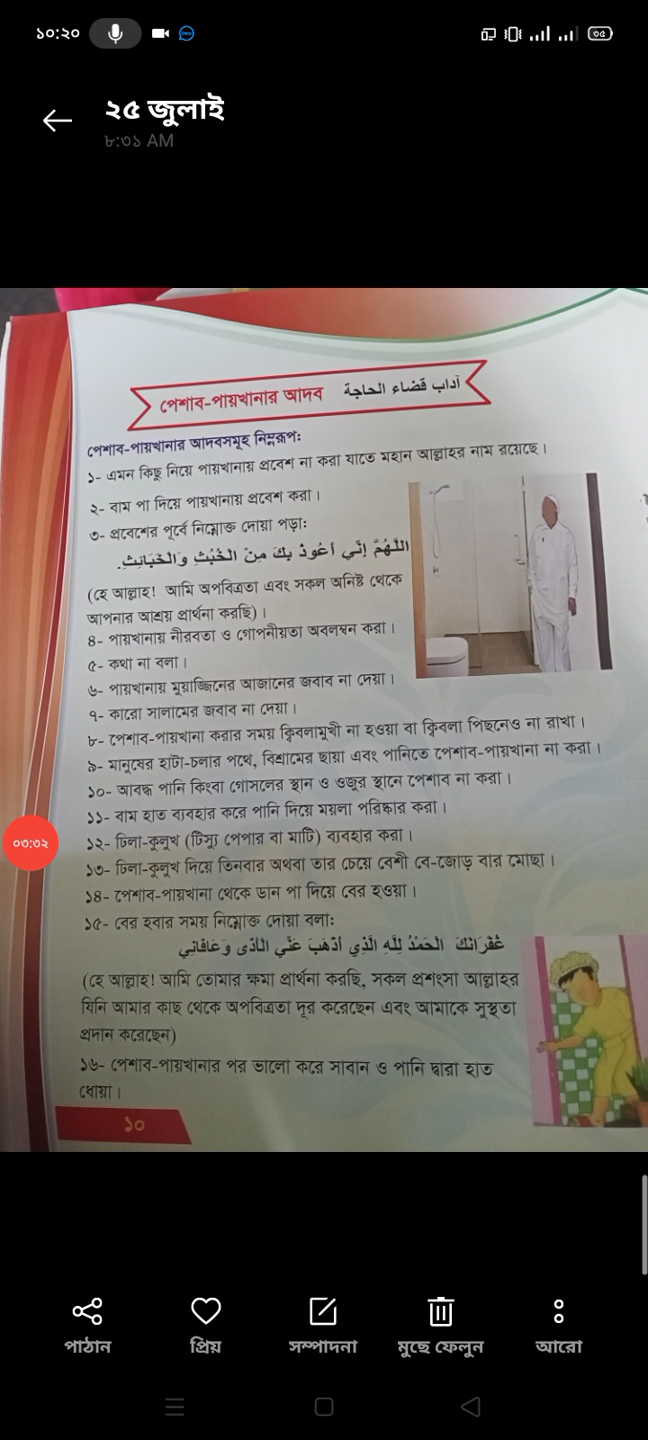 ১০:২০
৩৫
২৫ জুলাই
৮:৩১ AM
পেশাব-পায়খানার আদব آداب قضاء الحاجة
পেশাব-পায়খানার আদবসমূহ নিম্নরূপঃ
১- এমন কিছু নিয়ে পায়খানায় প্রবেশ না করা যাতে মহান আল্লাহর নাম রয়েছে।
২- বাম পা দিয়ে পায়খানায় প্রবেশ করা।
৩- প্রবেশের পূর্বে নিম্নোক্ত দোয়া পড়া:
اللَّهُمَّ إِنِّي أَعُوذُ بِكَ مِنَ الْخُبْثِ وَالْخَبَائِثِ.
(হে আল্লাহ! আমি অপবিত্রতা এবং সকল অনিষ্ট থেকে
আপনার আশ্রয় প্রার্থনা করছি)।
৪- পায়খানায় নীরবতা ও গোপনীয়তা অবলম্বন করা।
৫- কথা না বলা।
৬- পায়খানায় মুয়াজ্জিনের আজানের জবাব না দেয়া।
৭- কারো সালামের জবাব না দেয়া।
৮- পেশাব-পায়খানা করার সময় ক্বিবলামুখী না হওয়া বা ক্বিবলা পিছনেও না রাখা।
৯- মানুষের হাটা-চলার পথে, বিশ্রামের ছায়া এবং পানিতে পেশাব-পায়খানা না করা।
১০- আবদ্ধ পানি কিংবা গোসলের স্থান ও ওজুর স্থানে পেশাব না করা।
১১- বাম হাত ব্যবহার করে পানি দিয়ে ময়লা পরিষ্কার করা।
০৩:৩২
১২- ঢিলা-কুলুখ (টিস্যু পেপার বা মাটি) ব্যবহার করা।
১৩- ঢিলা-কুলুখ দিয়ে তিনবার অথবা তার চেয়ে বেশী বে-জোড় বার মোছা।
১৪- পেশাব-পায়খানা থেকে ডান পা দিয়ে বের হওয়া।
১৫- বের হবার সময় নিম্নোক্ত দোয়া বলা:
غُفْرَانَكَ الْحَمْدُ لِلَّهِ الَّذِي أَذْهَبَ عَنِّي الْأَذَى وَعَافَانِي
(হে আল্লাহ! আমি তোমার ক্ষমা প্রার্থনা করছি, সকল প্রশংসা আল্লাহর
যিনি আমার কাছ থেকে অপবিত্রতা দূর করেছেন এবং আমাকে সুস্থতা
প্রদান করেছেন)
১৬- পেশাব-পায়খানার পর ভালো করে সাবান ও পানি দ্বারা হাত
ধোয়া।
১০
পাঠান
প্রিয়
সম্পাদনা
মুছে ফেলুন
আরো